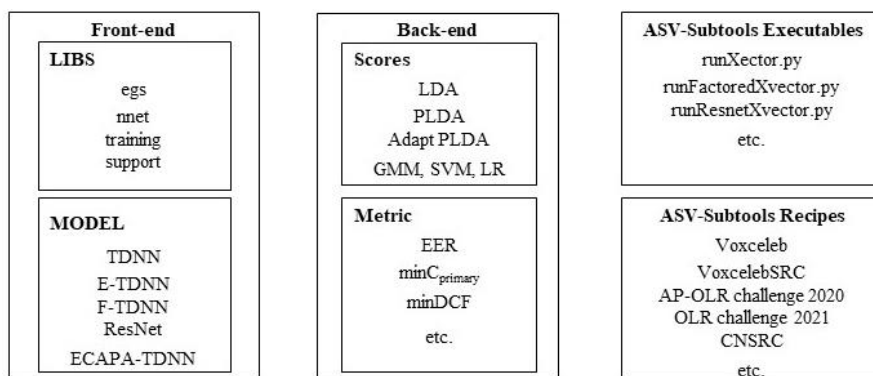 Front-end
LIBS
egs
nnet
training
support
MODEL
TDNN
E-TDNN
F-TDNN
ResNet
ECAPA-TDNN
Back-end
Scores
LDA
PLDA
Adapt PLDA
GMM, SVM, LR
Metric
EER
minCprimary
minDCF
etc.
ASV-Subtools Executables
runXector.py
runFactoredXvector.py
runResnetXvector.py
etc.
ASV-Subtools Recipes
Voxceleb
VoxcelebSRC
AP-OLR challenge 2020
OLR challenge 2021
CNSRC
etc.